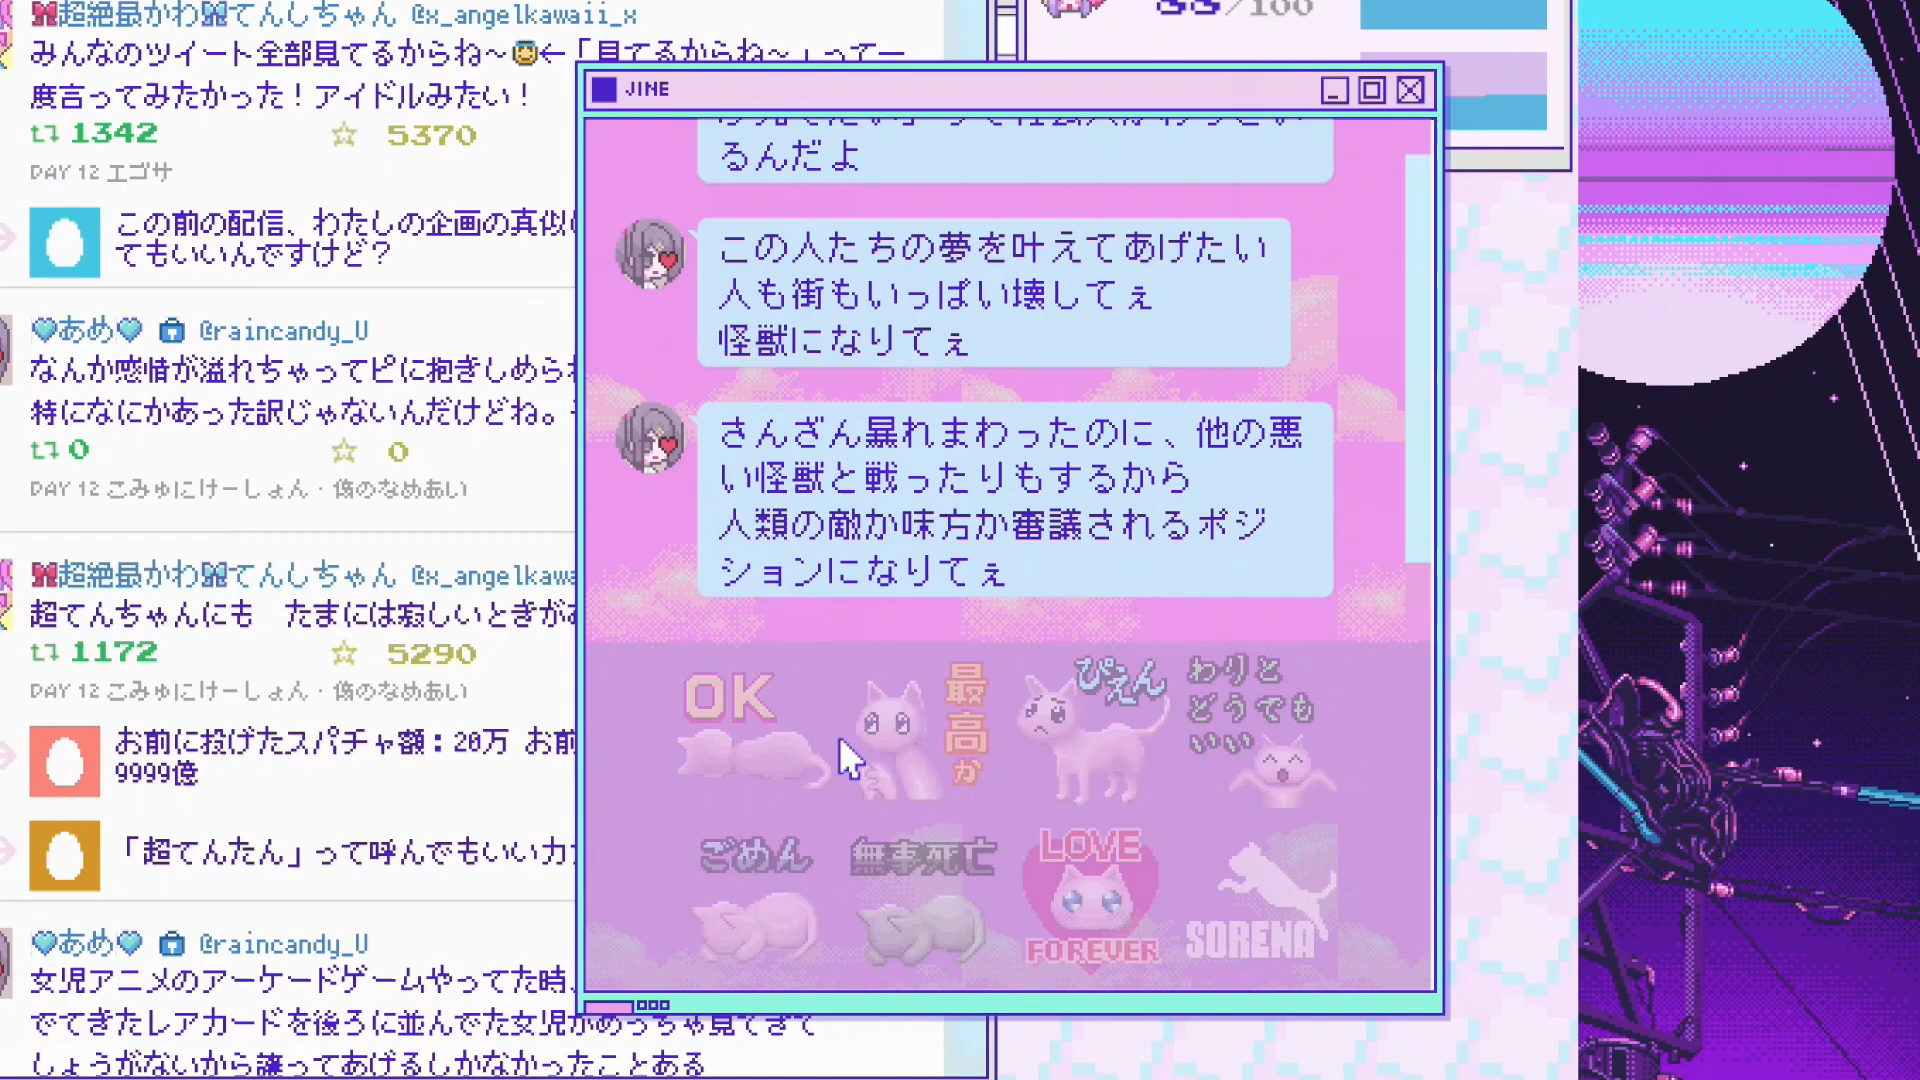 超絶最かわてんしちゃん @x_angelkawaii_x
みんなのツイート全部見てるからね～←「見てるからね～」って一
度言ってみたかった！アイドルみたい！
1342 5370
DAY 12 エゴサ
この前の配信、わたしの企画の真似
てもいいんですけど？
あめ @raincandy_U
なんか感情が溢れちゃってピに抱きしめられ
特になにかあった訳じゃないんだけどね。
0 0
DAY 12 こみゅにけーしょん・傷のなめあい
超絶最かわてんしちゃん @x_angelkawa
超てんちゃんにも　たまには寂しいときが
1172 5290
DAY 12 こみゅにけーしょん・傷のなめあい
お前に投げたスパチャ額：20万 お前
9999億
「超てんたん」って呼んでもいいカ
あめ @raincandy_U
女児アニメのアーケードゲームやってた時、
でてきたレアカードを後ろに並んでた女児がめっちゃ見てきて
しょうがないから譲ってあげるしかなかったことある
/100
JINE
るんだよ
この人たちの夢を叶えてあげたい
人も街もいっぱい壊してぇ
怪獣になりてぇ
さんざん暴れまわったのに、他の悪
い怪獣と戦ったりもするから
人類の敵か味方か審議されるポジ
ションになりてぇ
OK
最高か
ぴえん
わりと
どうでも
いい
ごめん
無事死亡
LOVE
FOREVER
SORENA